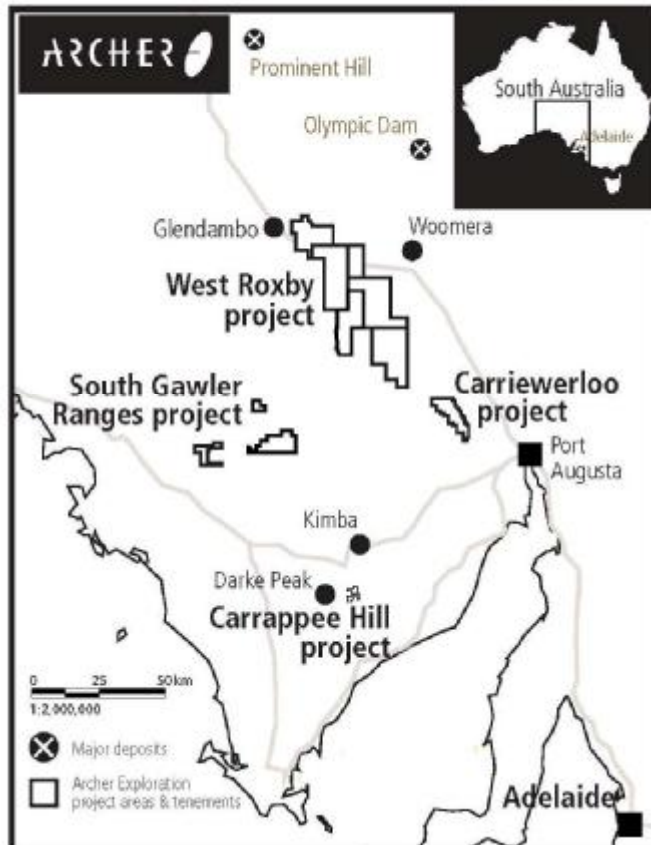 ARCHER
Prominent Hill
Olympic Dam
South Australia
Adelaide
Glendambo
Woomera
West Roxby
project
South Gawler
Ranges project
Carriewerloo
project
Port
Augusta
Kimba
Darke Peak
Carrappee Hill
project
0 25 50km
1:2,000,000
Major deposits
Archer Exploration
project areas & tenements
Adelaide